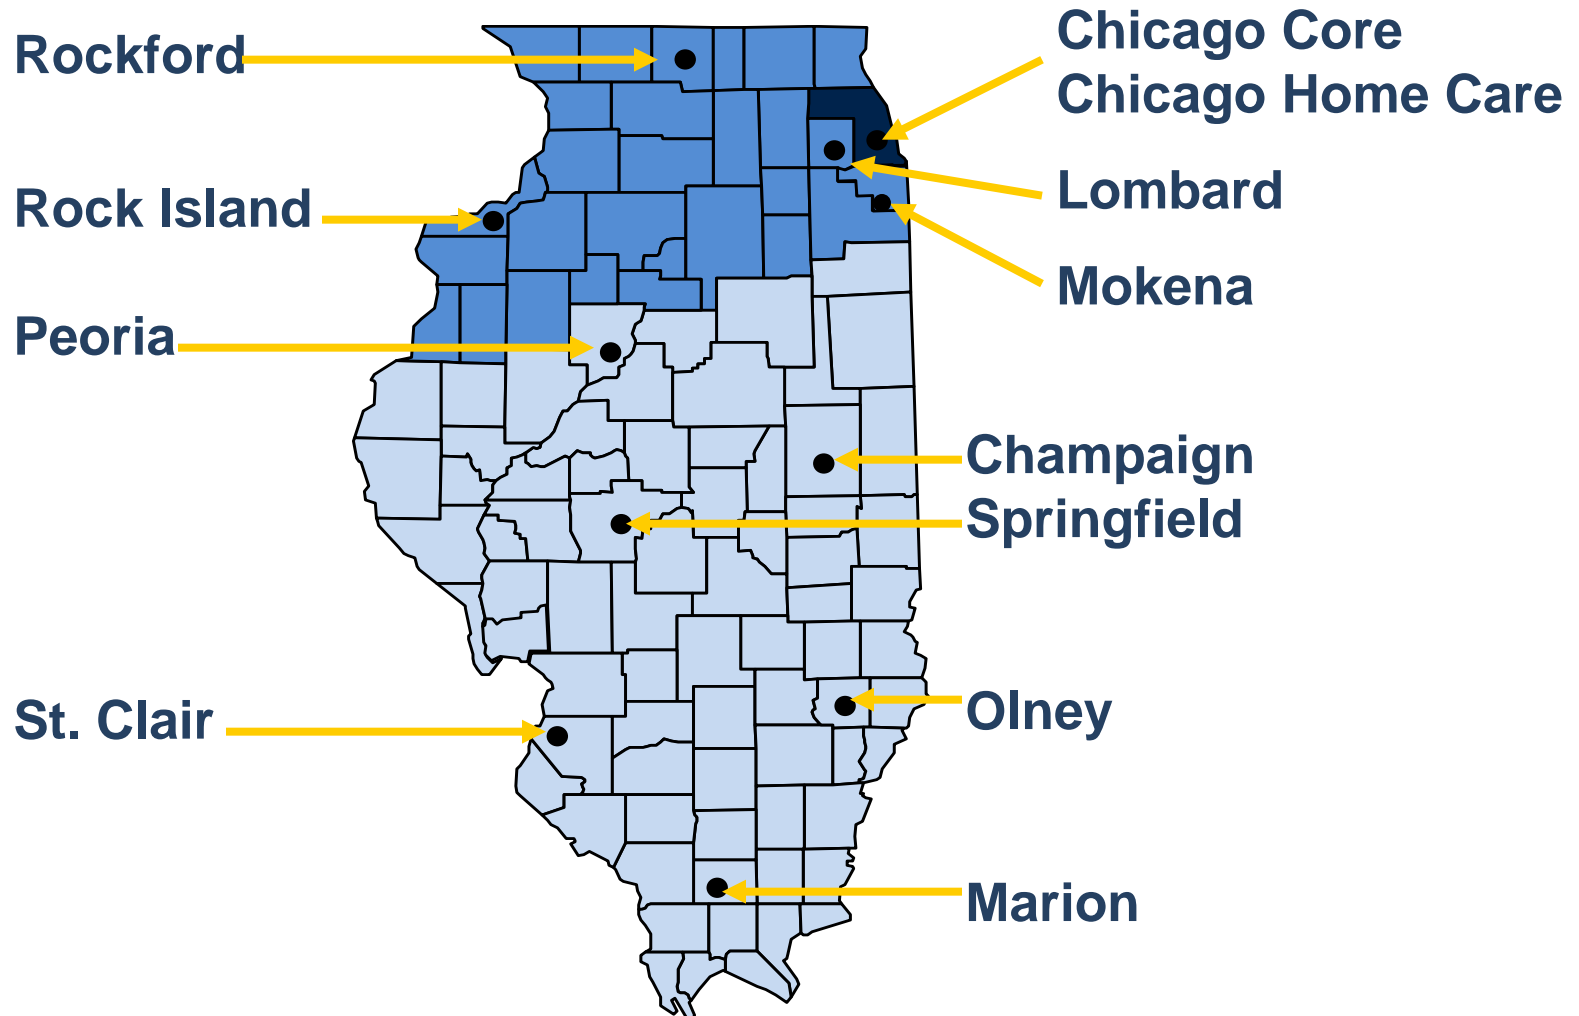 Rockford
Chicago Core
Chicago Home Care
Rock Island
Lombard
Mokena
Peoria
Champaign
Springfield
St. Clair
Olney
Marion